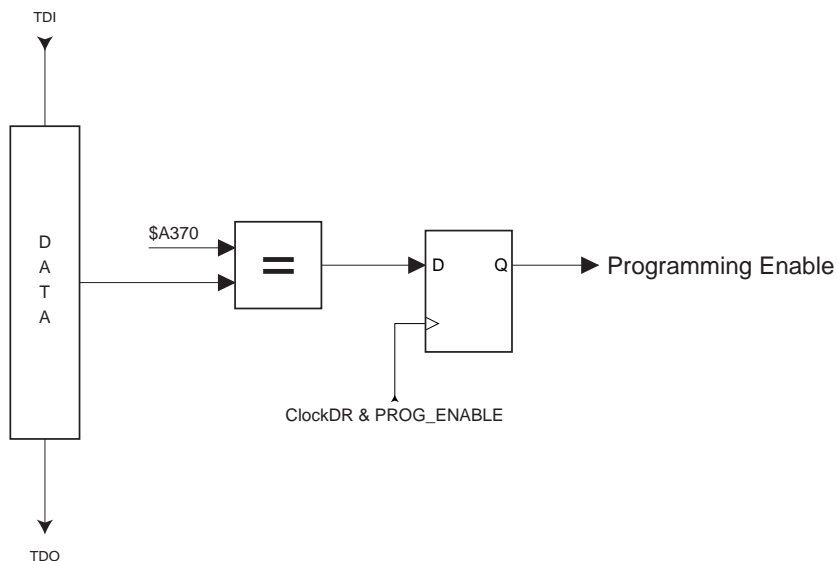 TDI
D
A
T
A
$A370
=
D Q
Programming Enable
ClockDR & PROG_ENABLE
TDO